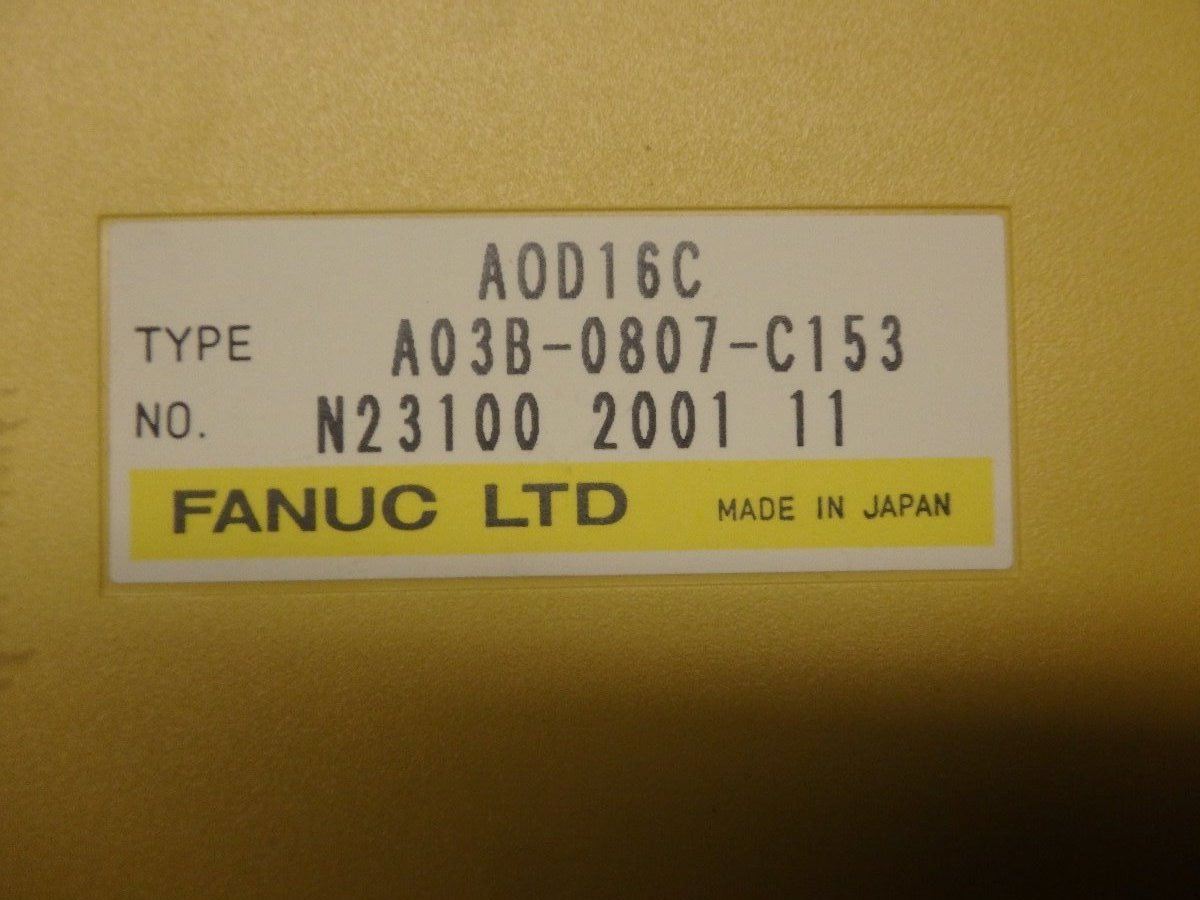 AOD16C
TYPE A03B-0807-C153
NO. N23100 2001 11
FANUC LTD MADE IN JAPAN